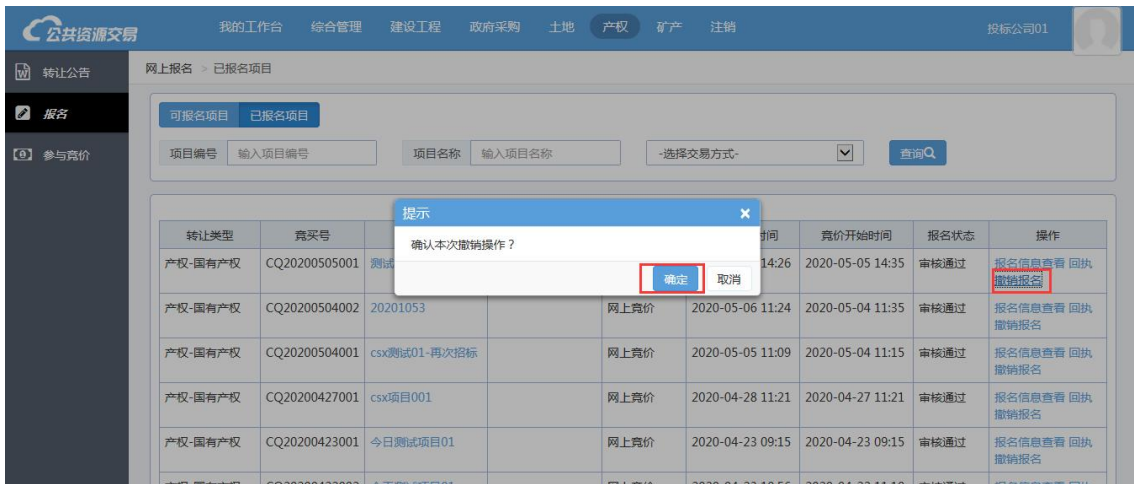 公共资源交易
我的工作台 综合管理 建设工程 政府采购 土地 产权 矿产 注销 投标公司01
转让公告
报名
参与竞价
网上报名 > 已报名项目
可报名项目 已报名项目
项目编号 输入项目编号 项目名称 输入项目名称 -选择交易方式- 查询
提示
确认本次撤销操作？
确定 取消
转让类型 竞买号 时间 竞价开始时间 报名状态 操作
产权-国有产权 CQ20200505001 测试 14:26 2020-05-05 14:35 审核通过 报名信息查看 回执
撤销报名
产权-国有产权 CQ20200504002 20201053 网上竞价 2020-05-06 11:24 2020-05-04 11:35 审核通过 报名信息查看 回执
撤销报名
产权-国有产权 CQ20200504001 csx测试01-再次招标 网上竞价 2020-05-05 11:09 2020-05-04 11:15 审核通过 报名信息查看 回执
撤销报名
产权-国有产权 CQ20200427001 csx项目001 网上竞价 2020-04-28 11:21 2020-04-27 11:21 审核通过 报名信息查看 回执
撤销报名
产权-国有产权 CQ20200423001 今日测试项目01 网上竞价 2020-04-23 09:15 2020-04-23 09:15 审核通过 报名信息查看 回执
撤销报名